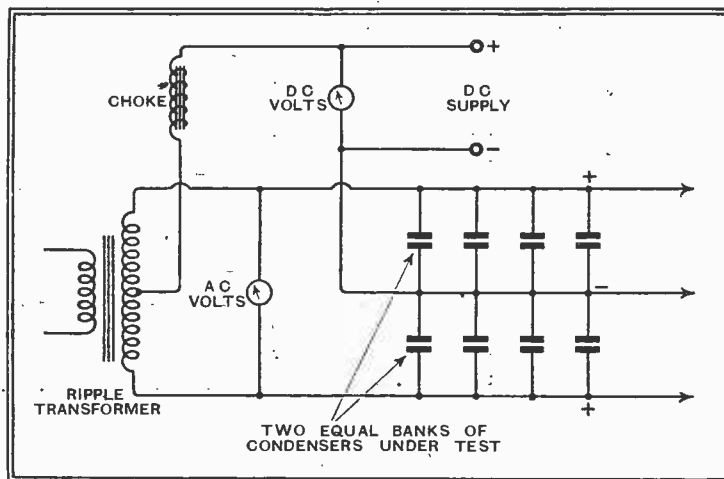 CHOKE
DC
VOLTS
+
DC
SUPPLY
-
+
AC
VOLTS
-
RIPPLE
TRANSFORMER
+
TWO EQUAL BANKS OF
CONDENSERS UNDER TEST